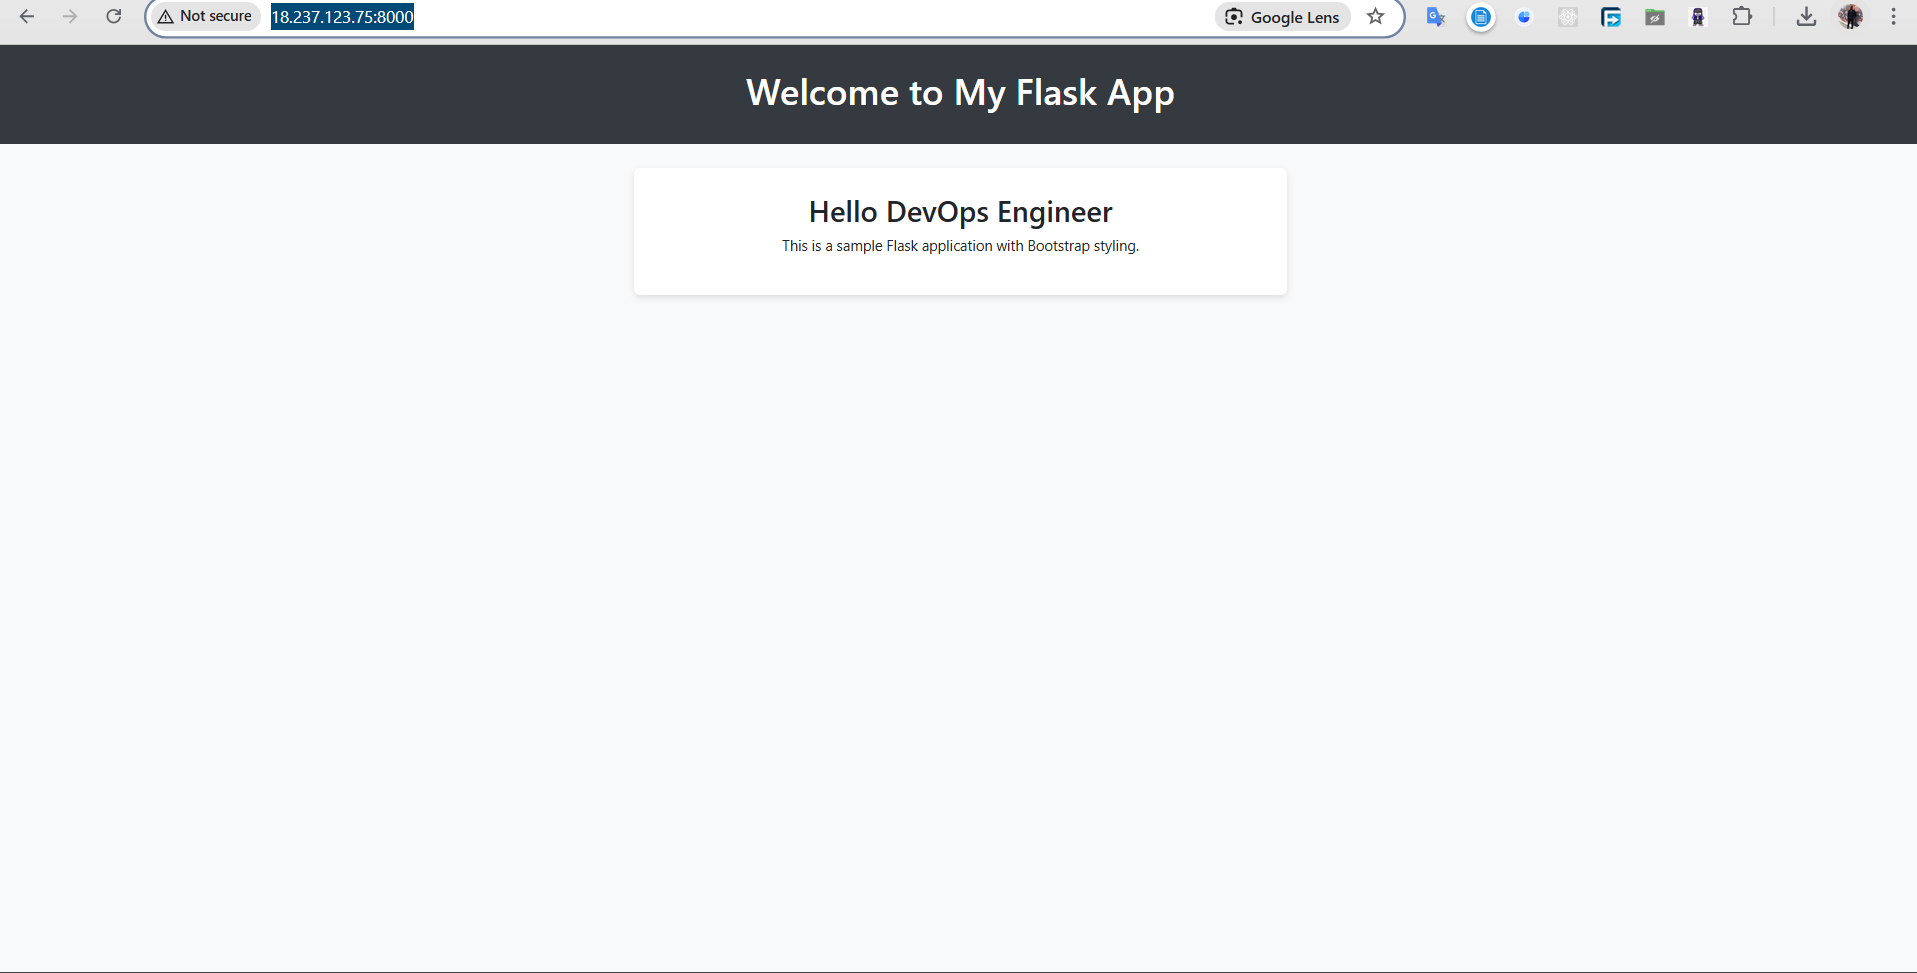 Not secure
18.237.123.75:8000
Google Lens
Welcome to My Flask App
Hello DevOps Engineer
This is a sample Flask application with Bootstrap styling.